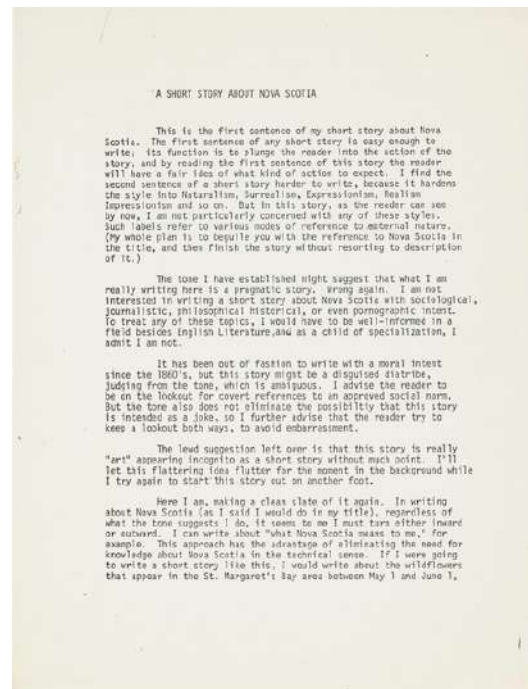 A SHORT STORY ABOUT NOVA SCOTIA
This is the first sentence of my short story about Nova
Scotia. The first sentence of any short story is easy enough to
write; its function is to plunge the reader into the action of the
story, and by reading the first sentence of this story the reader
will have a fair idea of what kind of action to expect. I find the
second sentence of a short story harder to write, because it hardens
the style into Naturalism, Surrealism, Expressionism, Realism
Impressionism and so on. But in this story, as the reader can see
by now, I am not particularly concerned with any of these styles.
Such labels refer to various modes of reference to external nature.
(My whole plan is to beguile you with the reference to Nova Scotia in
the title, and then finish the story without resorting to description
of it.)
The tone I have established might suggest that what I am
really writing here is a pragmatic story. Wrong again. I am not
interested in writing a short story about Nova Scotia with sociological,
journalistic, philosophical historical, or even pornographic intent.
To treat any of these topics, I would have to be well-informed in a
field besides English Literature,and as a child of specialization, I
admit I am not.
It has been out of fashion to write with a moral intent
since the 1860's, but this story might be a disguised diatribe,
judging from the tone, which is ambiguous. I advise the reader to
be on the lookout for covert references to an approved social norm.
But the tone also does not eliminate the possibiltiy that this story
is intended as a joke, so I further advise that the reader try to
keep a lookout both ways, to avoid embarressment.
The lewd suggestion left over is that this story is really
"art" appearing incognito as a short story without much point. I'll
let this flattering idea flutter for the moment in the background while
I try again to start this story out on another foot.
Here I am, making a clean slate of it again. In writing
about Nova Scotia (as I said I would do in my title), regardless of
what the tone suggests I do, it seems to me I must turn either inward
or outward. I can write about "what Nova Scotia means to me," for
example. This approach has the advantage of eliminating the need for
knowledge about Nova Scotia in the technical sense. If I were going
to write a short story like this, I would write about the wildflowers
that appear in the St. Margaret's Bay area between May 1 and June 1,